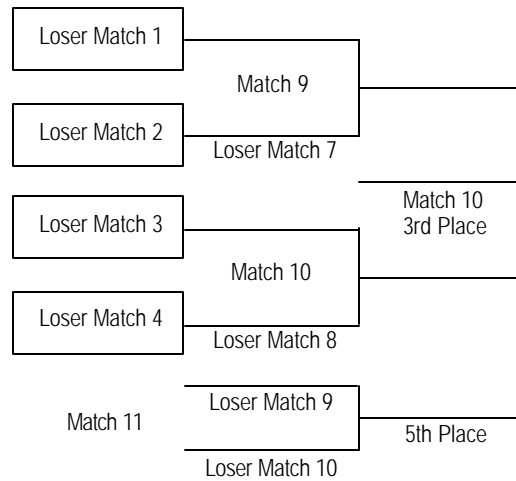 Loser Match 1
Match 9
Loser Match 2
Loser Match 7
Match 10
3rd Place
Loser Match 3
Match 10
Loser Match 4
Loser Match 8
Loser Match 9
Match 11
5th Place
Loser Match 10